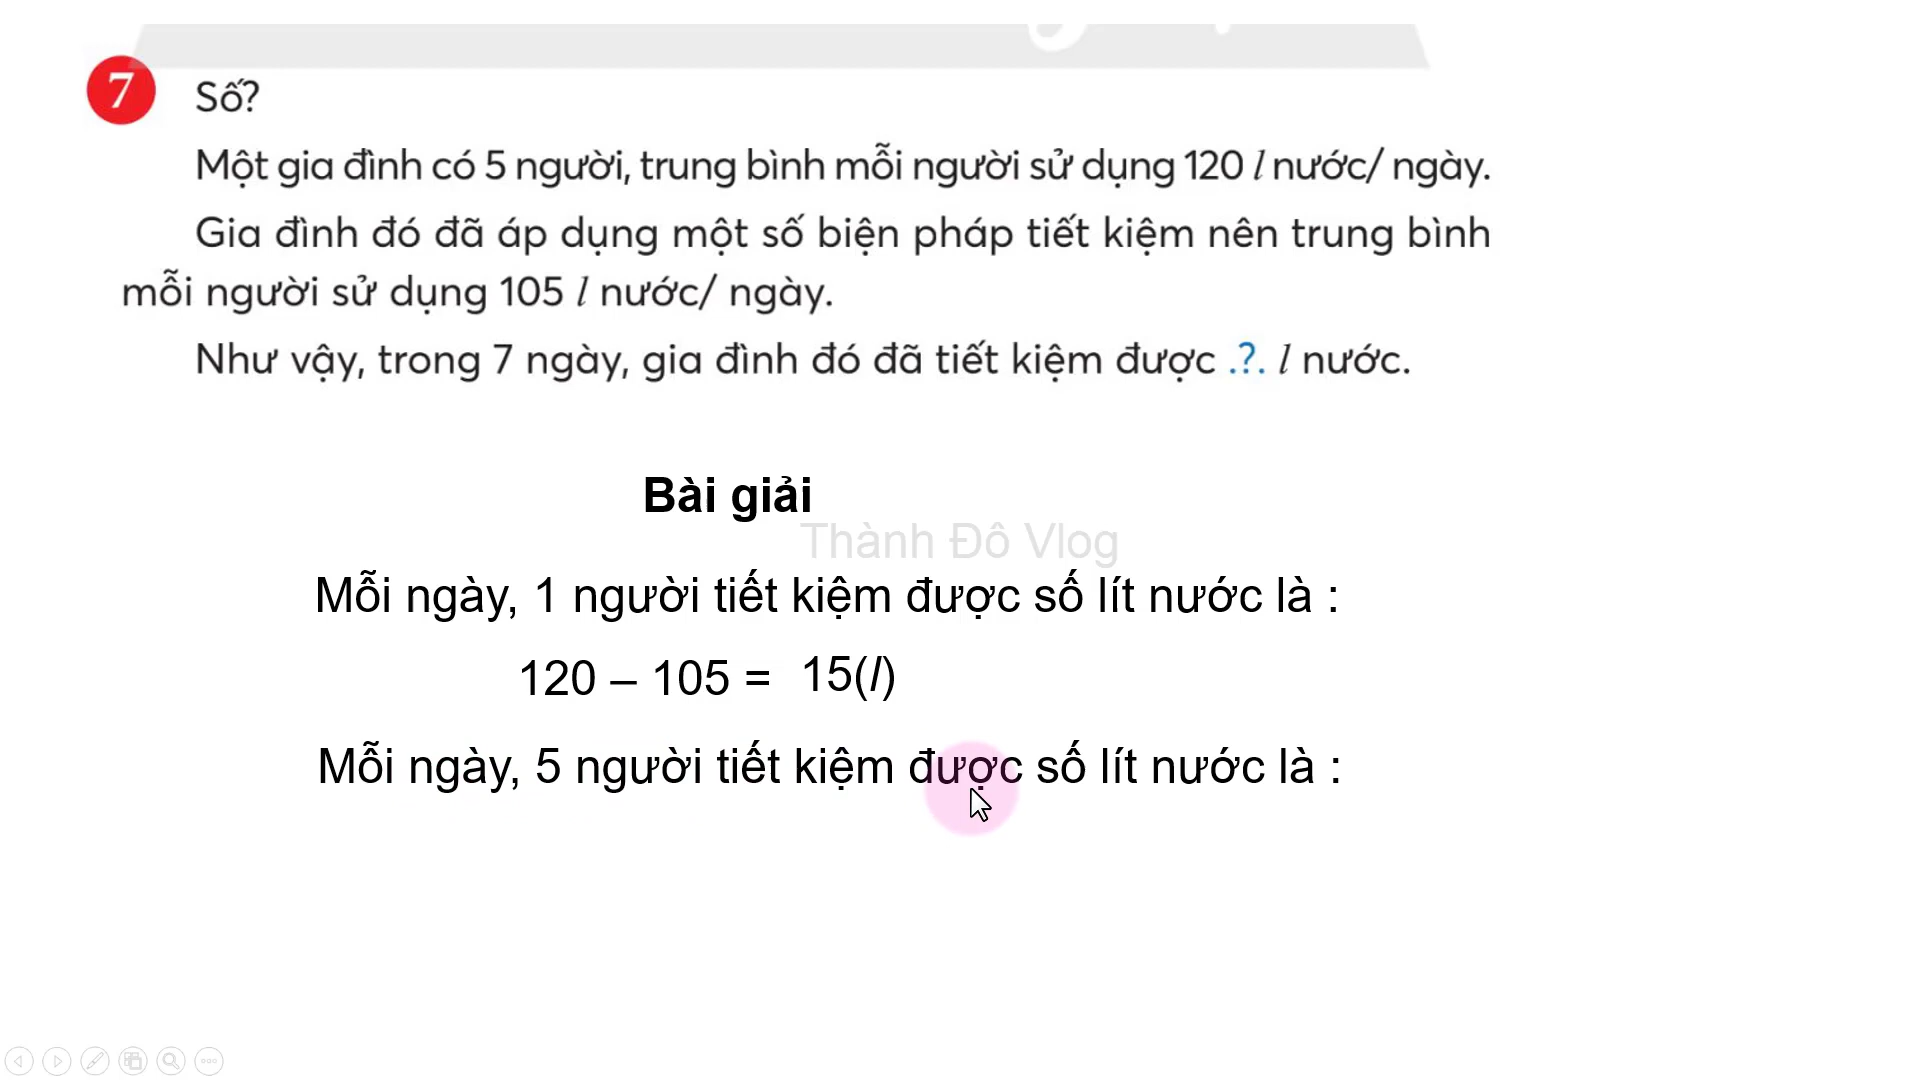 7 Số?
Một gia đình có 5 người, trung bình mỗi người sử dụng 120 l nước/ ngày.
Gia đình đó đã áp dụng một số biện pháp tiết kiệm nên trung bình
mỗi người sử dụng 105 l nước/ ngày.
Như vậy, trong 7 ngày, gia đình đó đã tiết kiệm được .?. l nước.
Bài giải
Thành Đô Vlog
Mỗi ngày, 1 người tiết kiệm được số lít nước là :
120 – 105 = 15(l)
Mỗi ngày, 5 người tiết kiệm được số lít nước là :